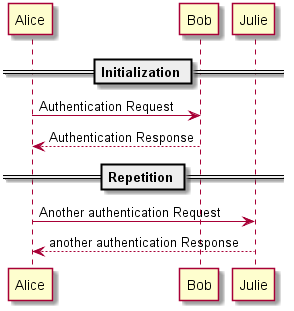 Alice Bob Julie
Initialization
Authentication Request
Authentication Response
Repetition
Another authentication Request
another authentication Response
Alice Bob Julie